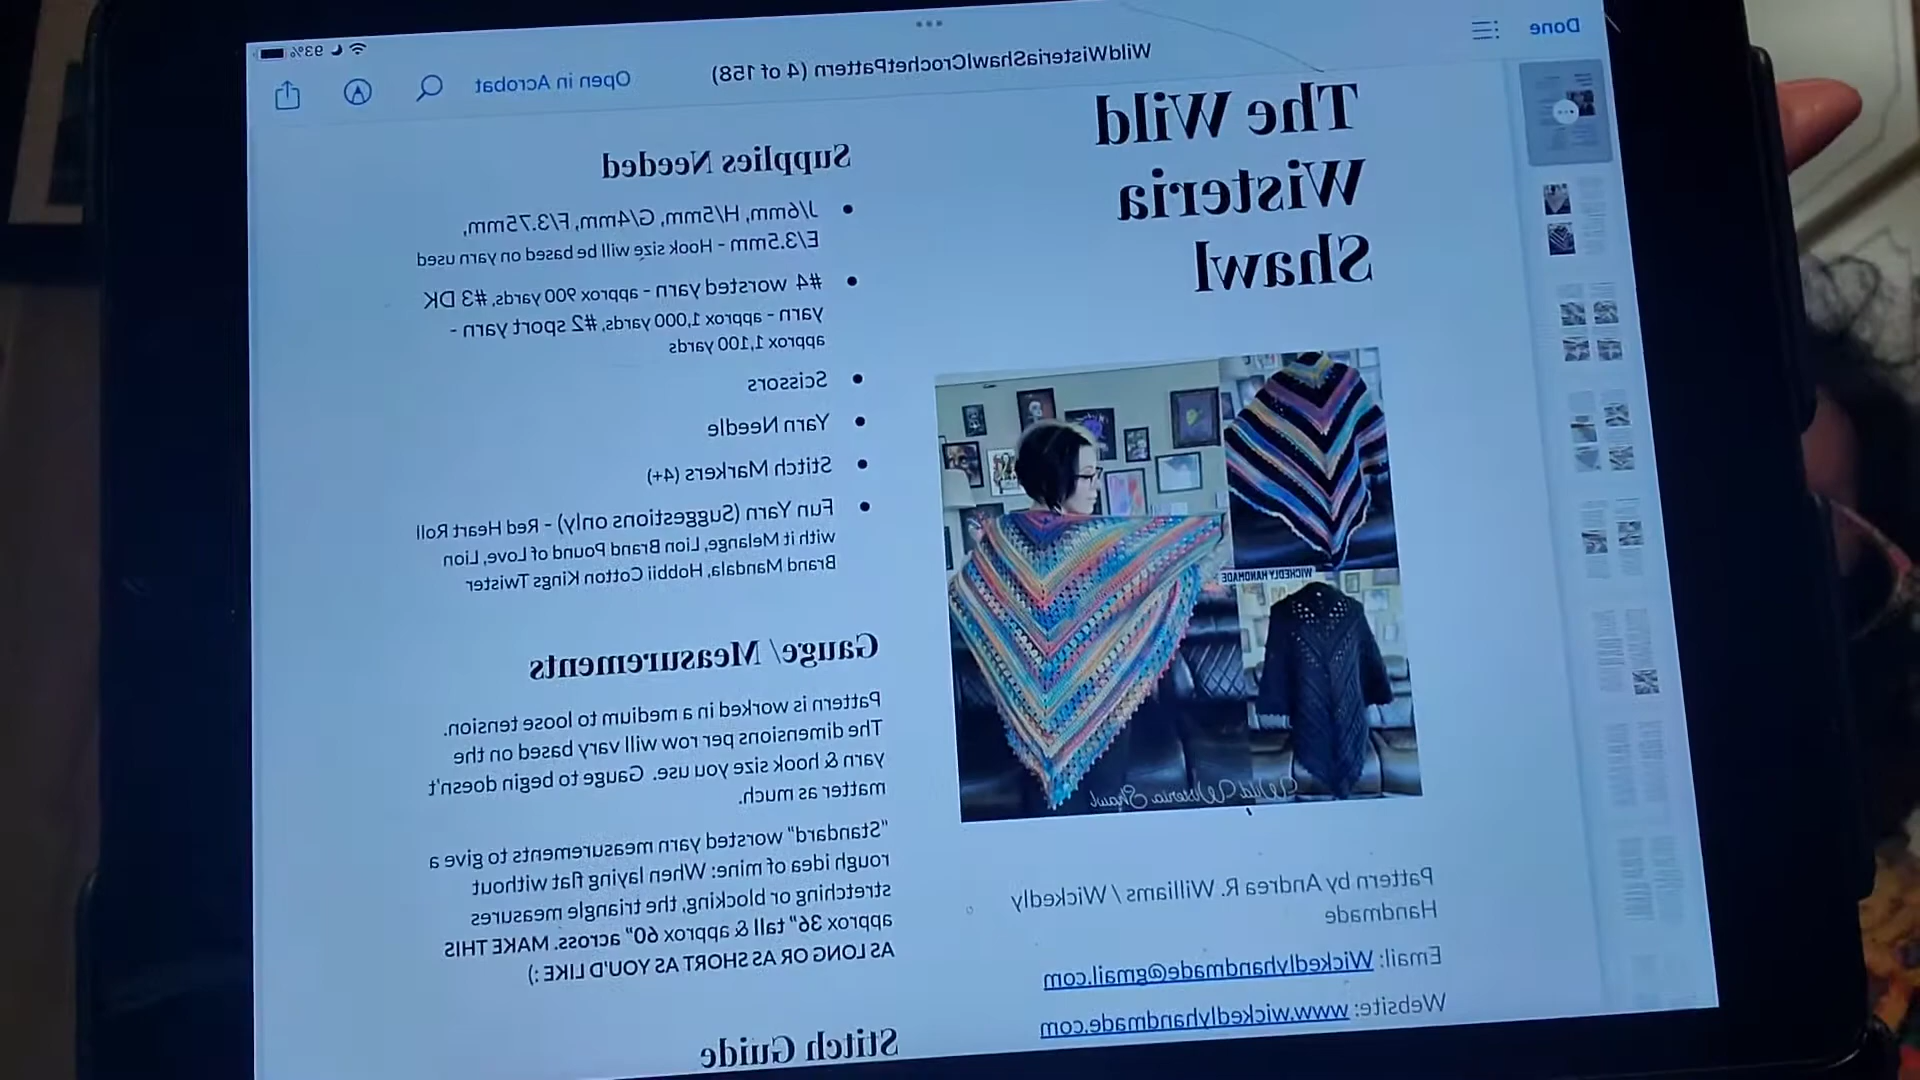 93%
Done
WildWisteriaShawlCrochetPattern (4 of 158)
Open in Acrobat
The Wild
Wisteria
Shawl
WICKEDLY HANDMADE
Wild Wisteria Shawl
Pattern by Andrea R. Williams / Wickedly
Handmade
Email: Wickedlyhandmade@gmail.com
Website: www.wickedlyhandmade.com
Supplies Needed
• J/6mm, H/5mm, G/4mm, F/3.75mm,
E/3.5mm - Hook size will be based on yarn used
• #4 worsted yarn - approx 900 yards, #3 DK
yarn - approx 1,000 yards, #2 sport yarn -
approx 1,100 yards
• Scissors
• Yarn Needle
• Stitch Markers (4+)
• Fun Yarn (Suggestions only) - Red Heart Roll
with it Melange, Lion Brand Pound of Love, Lion
Brand Mandala, Hobbii Cotton Kings Twister
Gauge/Measurements
Pattern is worked in a medium to loose tension.
The dimensions per row will vary based on the
yarn & hook size you use. Gauge to begin doesn't
matter as much.
"Standard" worsted yarn measurements to give a
rough idea of mine: When laying flat without
stretching or blocking, the triangle measures
approx 36" tall & approx 60" across. MAKE THIS
AS LONG OR AS SHORT AS YOU'D LIKE :)
Stitch Guide